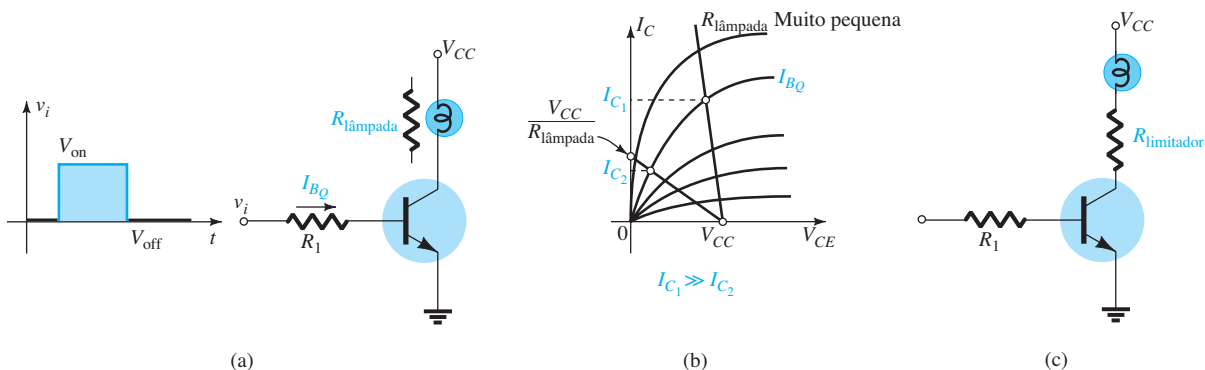 v_i
V_on
V_off
t
(a)
V_CC
R_lâmpada
I_BQ
v_i
R_1
I_C
R_lâmpada Muito pequena
I_BQ
I_C1
V_CC
R_lâmpada
I_C2
0
V_CC
V_CE
I_C1 ≫ I_C2
(b)
V_CC
R_limitador
R_1
(c)